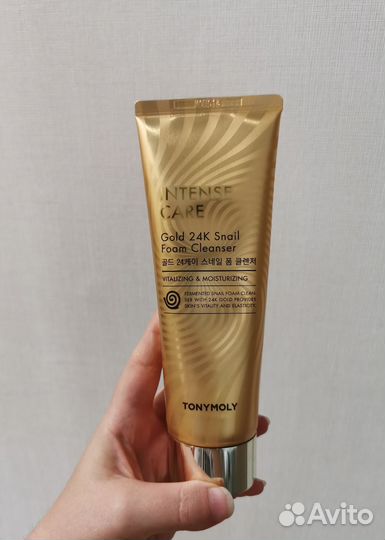 INTENSE
CARE
Gold 24K Snail
Foam Cleanser
골드 24케이 스네일 폼 클렌저
VITALIZING & MOISTURIZING
FERMENTED SNAIL FOAM CLEAN-
SER WITH 24K GOLD PROVIDES
SKIN'S VITALITY AND ELASTICITY.
TONYMOLY
Avito